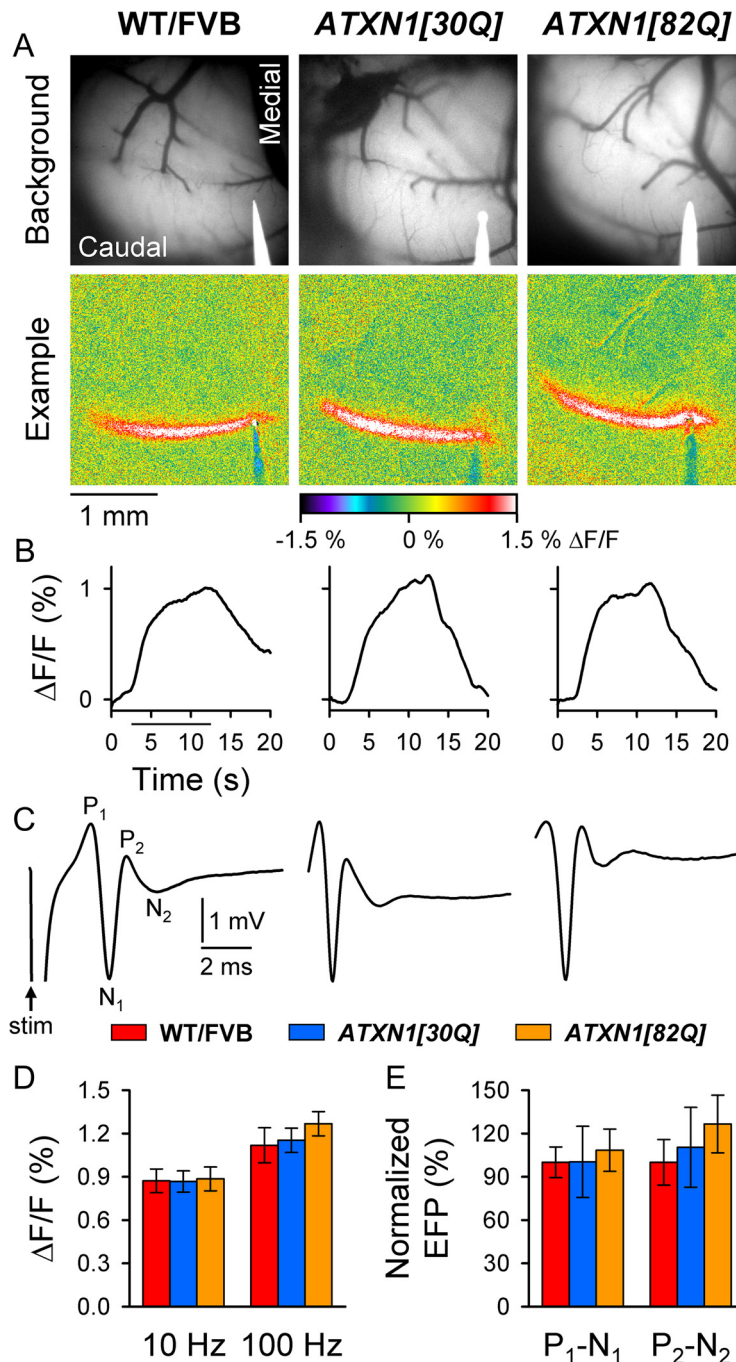 WT/FVB ATXN1[30Q] ATXN1[82Q]
A
Background
Medial
Caudal
Example
1 mm
-1.5 % 0 % 1.5 % ΔF/F
B
ΔF/F (%)
1
0
0 5 10 15 20 0 5 10 15 20 0 5 10 15 20
Time (s)
C
P1
P2
N2
N1
1 mV
2 ms
stim
WT/FVB ATXN1[30Q] ATXN1[82Q]
D
ΔF/F (%)
1.5
1.2
0.9
0.6
0.3
0.0
10 Hz 100 Hz
E
Normalized
EFP (%)
150
120
90
60
30
0
P1-N1 P2-N2